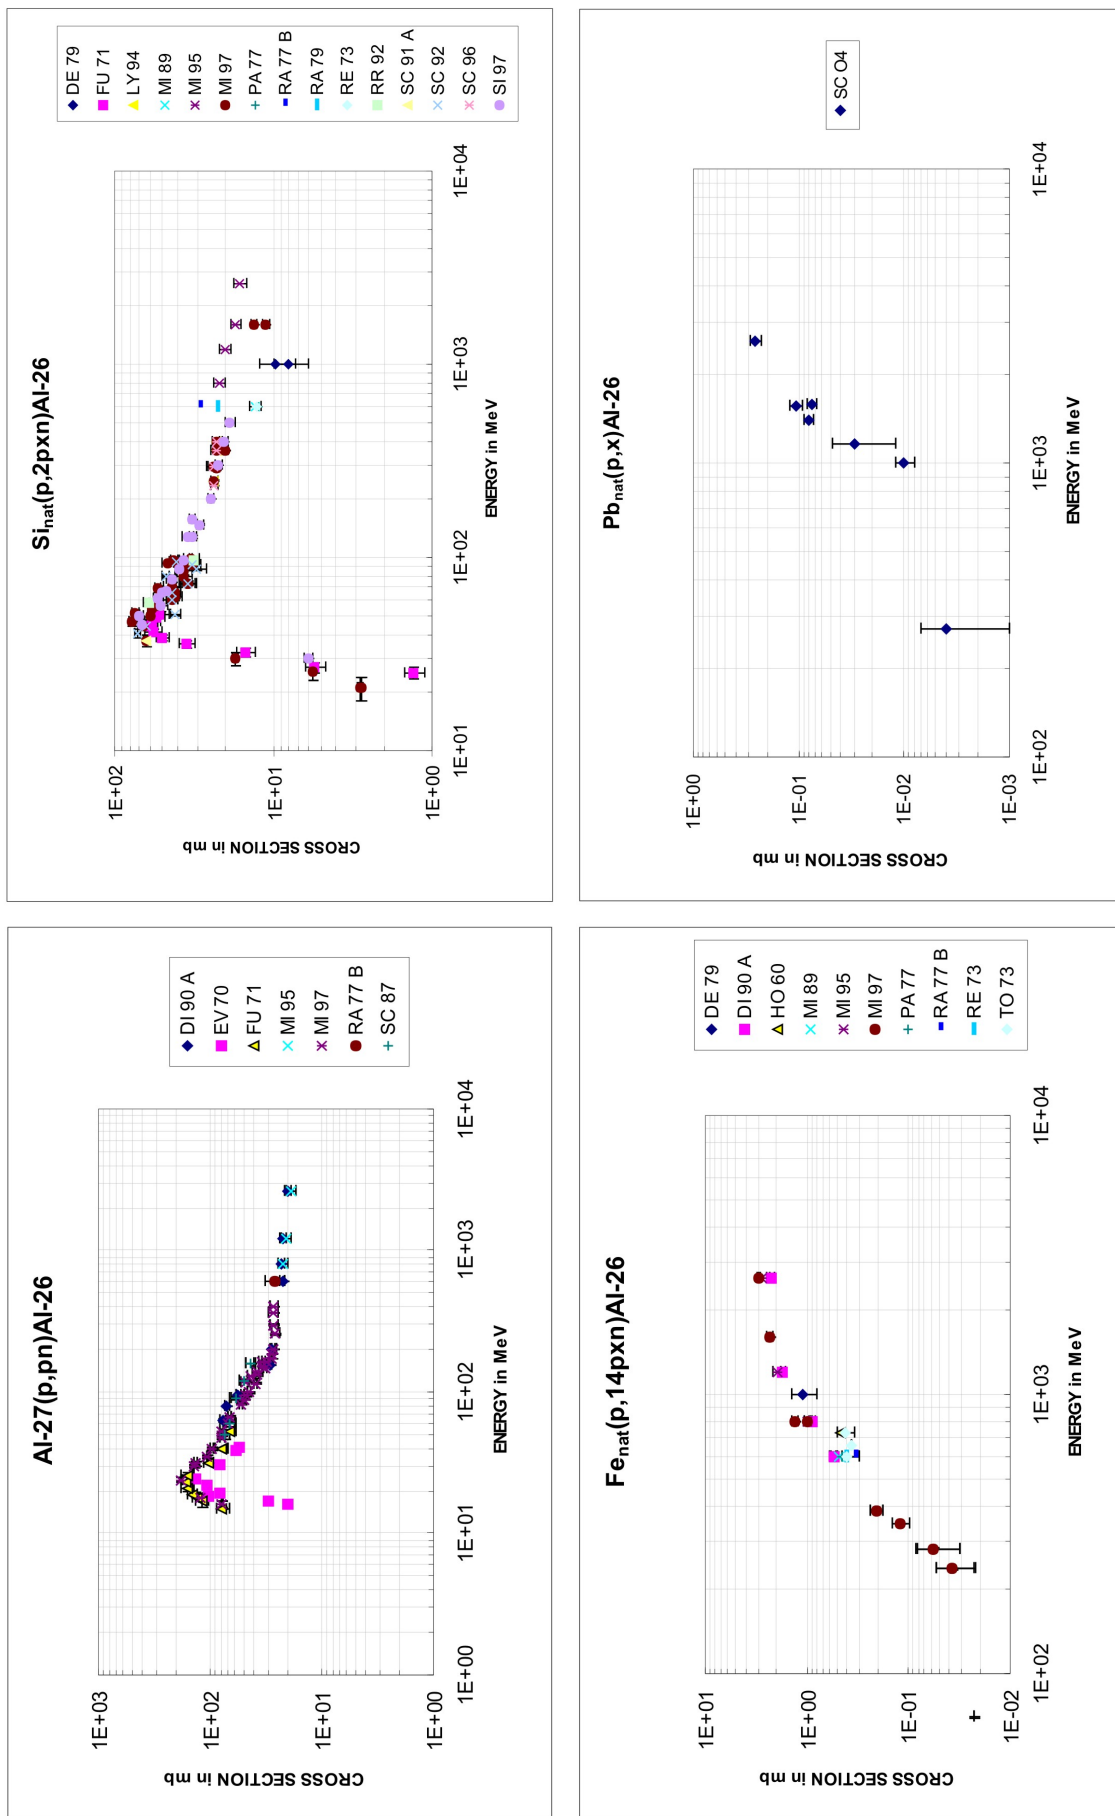 Al-27(p,pn)Al-26
CROSS SECTION in mb
1E+03
1E+02
1E+01
1E+00
1E+00
1E+01
1E+02
1E+03
1E+04
ENERGY in MeV
DI 90 A
EV 70
FU 71
MI 95
MI 97
RA 77 B
SC 87
Sinat(p,2pxn)Al-26
CROSS SECTION in mb
1E+02
1E+01
1E+00
1E+01
1E+02
1E+03
1E+04
ENERGY in MeV
DE 79
FU 71
LY 94
MI 89
MI 95
MI 97
PA 77
RA 77 B
RA 79
RE 73
RR 92
SC 91 A
SC 92
SC 96
SI 97
Fenat(p,14pxn)Al-26
CROSS SECTION in mb
1E+01
1E+00
1E-01
1E-02
1E+02
1E+03
1E+04
ENERGY in MeV
DE 79
DI 90 A
HO 60
MI 89
MI 95
MI 97
PA 77
RA 77 B
RE 73
TO 73
Pbnat(p,x)Al-26
CROSS SECTION in mb
1E+00
1E-01
1E-02
1E-03
1E+02
1E+03
1E+04
ENERGY in MeV
SC O4